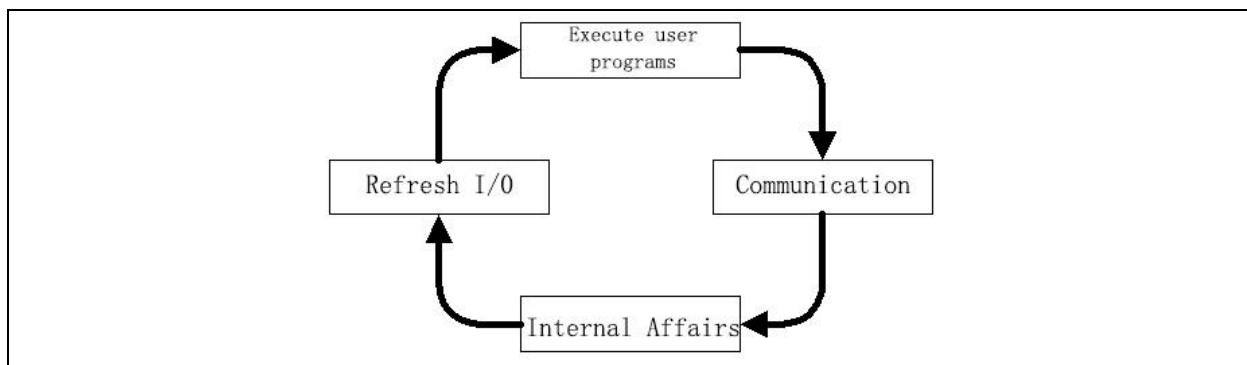 Execute user
programs
Refresh I/O
Communication
Internal Affairs